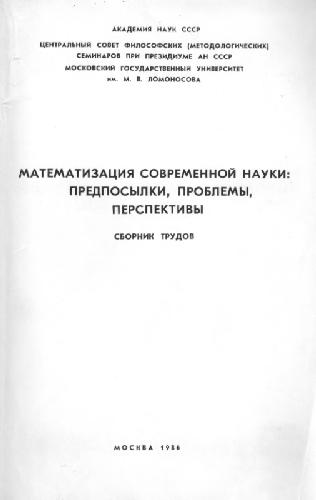 АКАДЕМИЯ НАУК СССР
ЦЕНТРАЛЬНЫЙ СОВЕТ ФИЛОСОФСКИХ (МЕТОДОЛОГИЧЕСКИХ)
СЕМИНАРОВ ПРИ ПРЕЗИДИУМЕ АН СССР
МОСКОВСКИЙ ГОСУДАРСТВЕННЫЙ УНИВЕРСИТЕТ
им. М. В. ЛОМОНОСОВА
МАТЕМАТИЗАЦИЯ СОВРЕМЕННОЙ НАУКИ:
ПРЕДПОСЫЛКИ, ПРОБЛЕМЫ,
ПЕРСПЕКТИВЫ
СБОРНИК ТРУДОВ
МОСКВА 1986